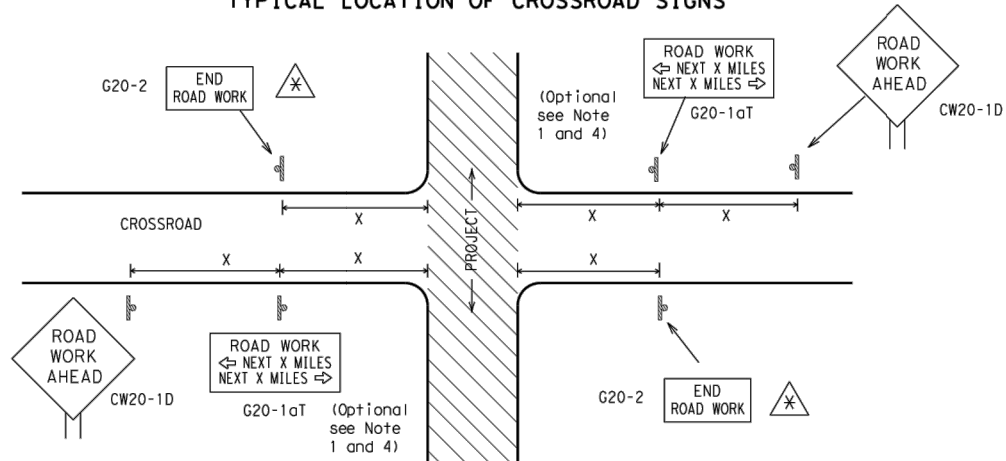 TYPICAL LOCATION OF CROSSROAD SIGNS
G20-2
END
ROAD WORK
*
(Optional
see Note
1 and 4)
ROAD WORK
⇦ NEXT X MILES
NEXT X MILES ⇨
G20-1aT
ROAD
WORK
AHEAD
CW20-1D
X
X
X
CROSSROAD
PROJECT
X
X
X
ROAD
WORK
AHEAD
CW20-1D
ROAD WORK
⇦ NEXT X MILES
NEXT X MILES ⇨
G20-1aT
(Optional
see Note
1 and 4)
G20-2
END
ROAD WORK
*